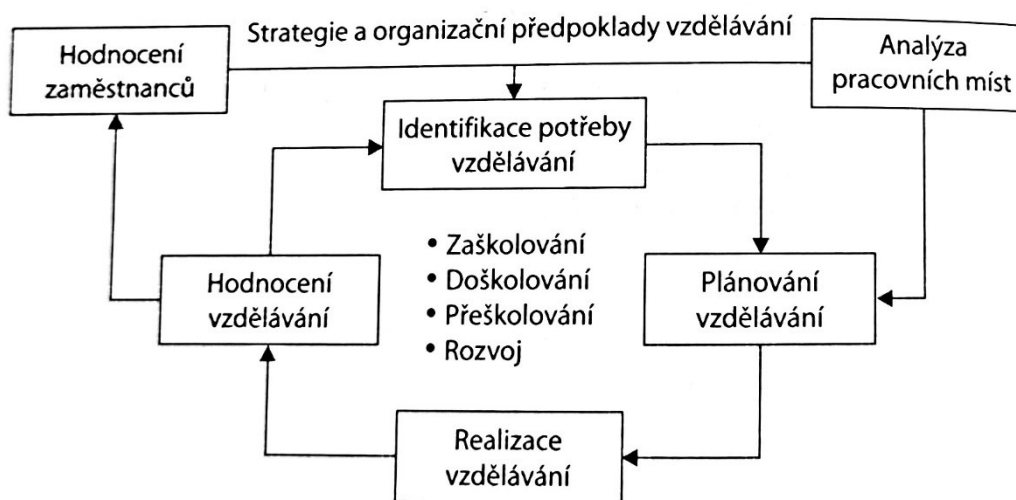 Strategie a organizační předpoklady vzdělávání
Hodnocení
zaměstnanců
Analýza
pracovních míst
Identifikace potřeby
vzdělávání
• Zaškolování
• Doškolování
• Přeškolování
• Rozvoj
Hodnocení
vzdělávání
Plánování
vzdělávání
Realizace
vzdělávání